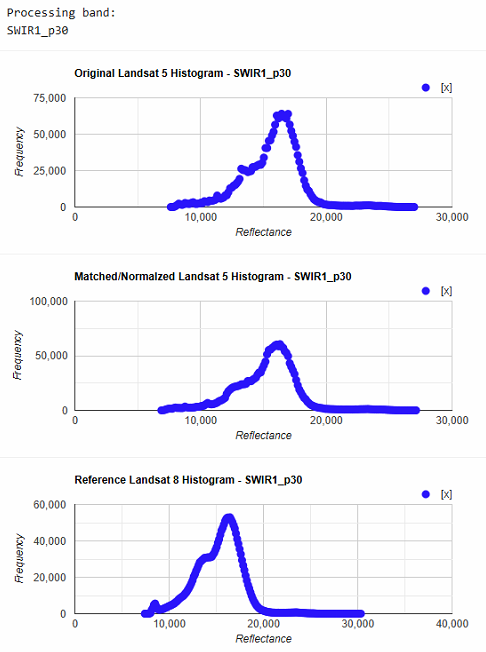 Processing band:
SWIR1_p30
Original Landsat 5 Histogram - SWIR1_p30
[x]
75,000
50,000
25,000
0
Frequency
0
10,000
20,000
30,000
Reflectance
Matched/Normalzed Landsat 5 Histogram - SWIR1_p30
[x]
100,000
50,000
0
Frequency
0
10,000
20,000
30,000
Reflectance
Reference Landsat 8 Histogram - SWIR1_p30
[x]
60,000
40,000
20,000
0
Frequency
0
10,000
20,000
30,000
40,000
Reflectance